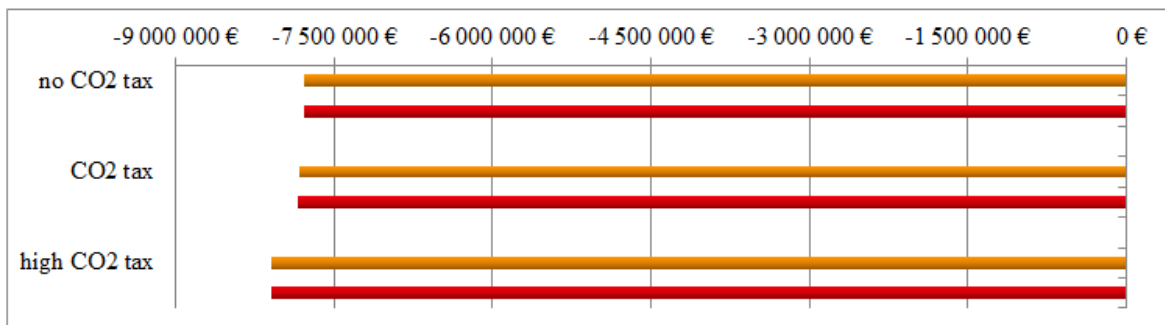 -9 000 000 € -7 500 000 € -6 000 000 € -4 500 000 € -3 000 000 € -1 500 000 € 0 €
no CO2 tax
CO2 tax
high CO2 tax